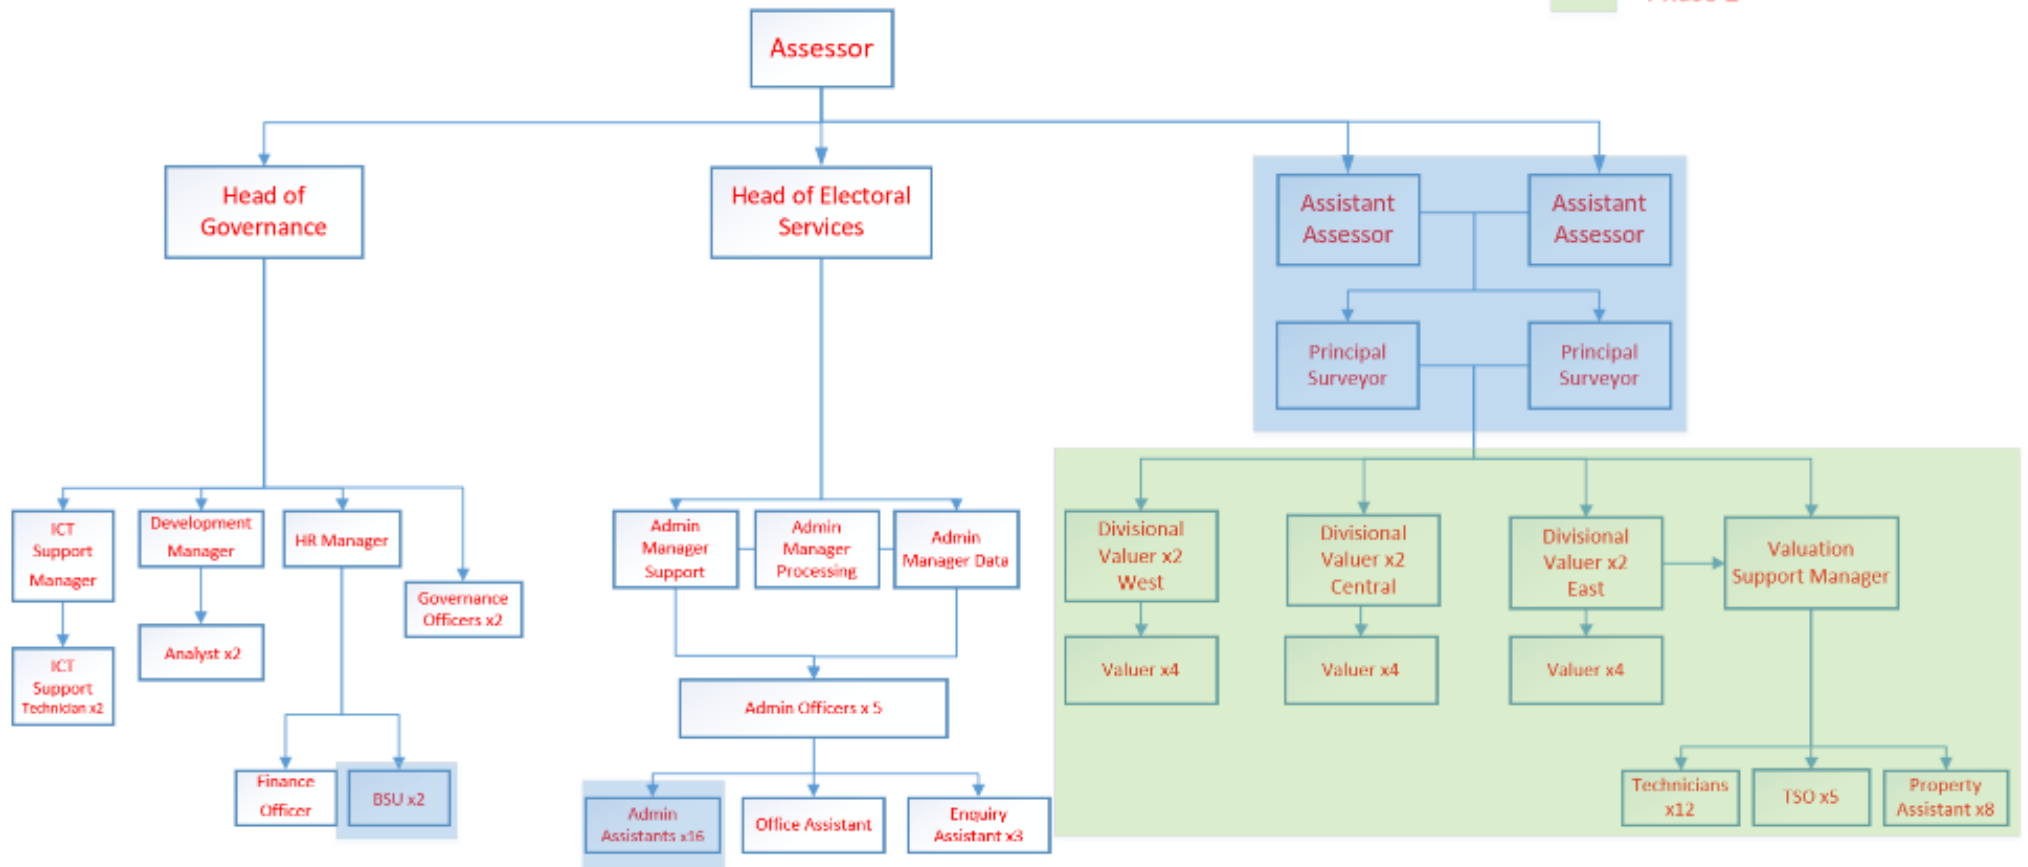 Assessor
Head of
Governance
Head of Electoral
Services
Assistant
Assessor
Assistant
Assessor
Principal
Surveyor
Principal
Surveyor
ICT
Support
Manager
Development
Manager
HR Manager
Governance
Officers x2
ICT
Support
Technician x2
Analyst x2
Finance
Officer
BSU x2
Admin
Manager
Support
Admin
Manager
Processing
Admin
Manager Data
Admin Officers x 5
Admin
Assistants x16
Office Assistant
Enquiry
Assistant x3
Divisional
Valuer x2
West
Divisional
Valuer x2
Central
Divisional
Valuer x2
East
Valuation
Support Manager
Valuer x4
Valuer x4
Valuer x4
Technicians
x12
TSO x5
Property
Assistant x8